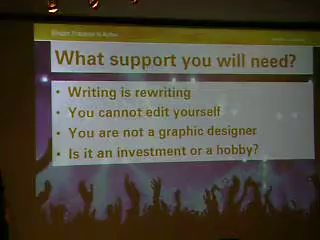 What support you will need?
• Writing is rewriting
• You cannot edit yourself
• You are not a graphic designer
• Is it an investment or a hobby?